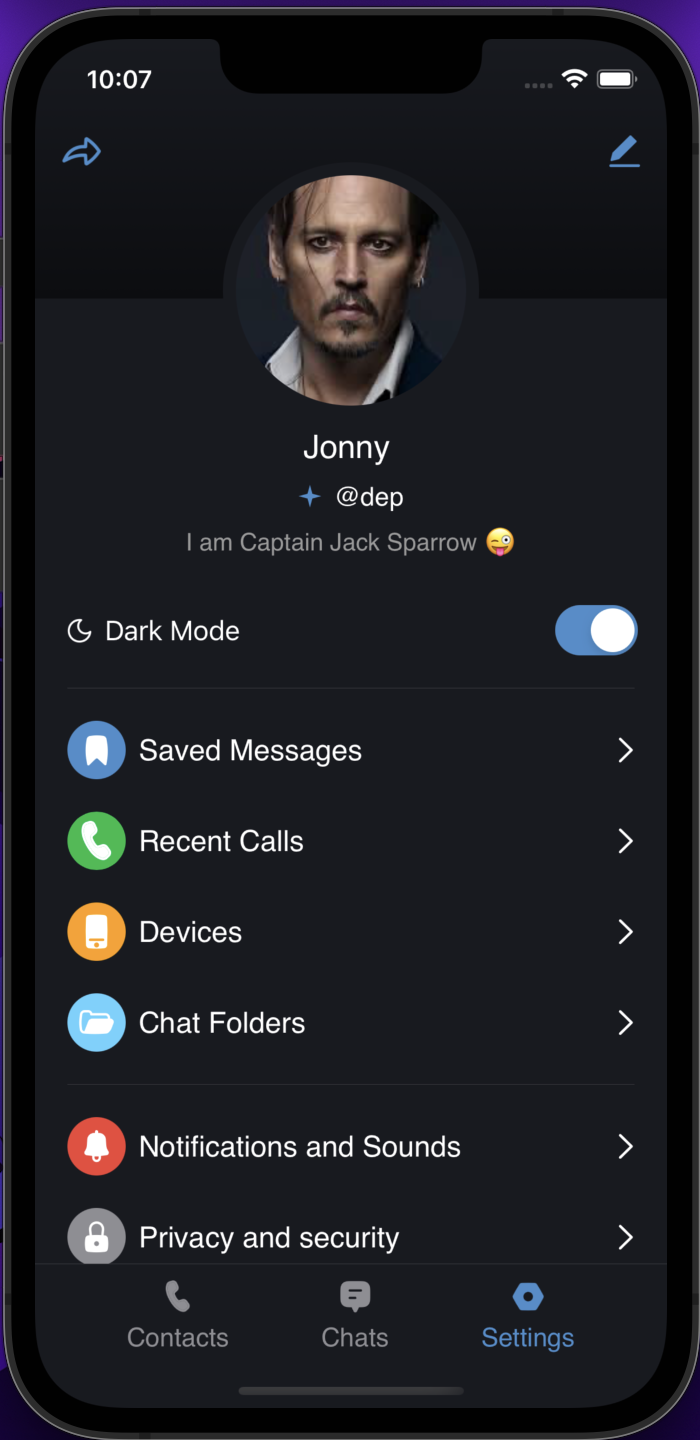 10:07
Jonny
@dep
I am Captain Jack Sparrow 😜
Dark Mode
Saved Messages
Recent Calls
Devices
Chat Folders
Notifications and Sounds
Privacy and security
Contacts Chats Settings